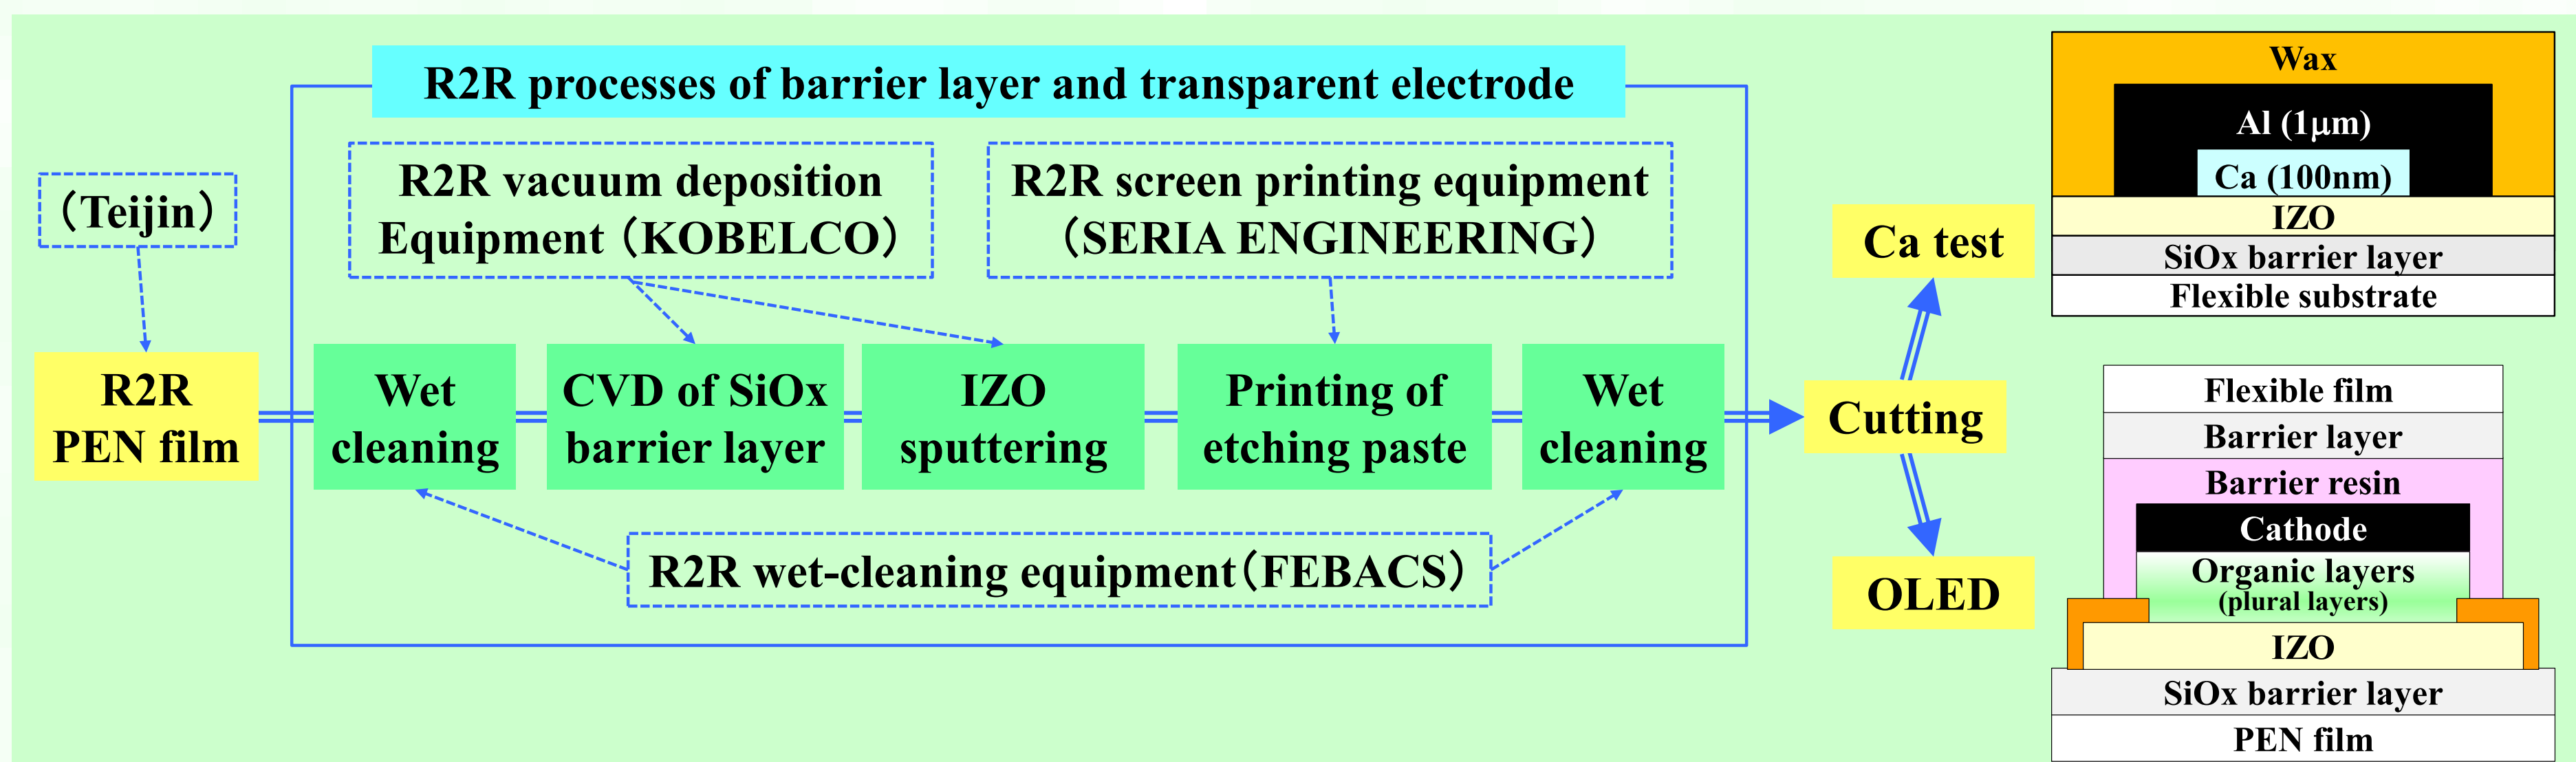 R2R processes of barrier layer and transparent electrode
（Teijin）
R2R vacuum deposition
Equipment（KOBELCO）
R2R screen printing equipment
（SERIA ENGINEERING）
R2R
PEN film
Wet
cleaning
CVD of SiOx
barrier layer
IZO
sputtering
Printing of
etching paste
Wet
cleaning
R2R wet-cleaning equipment（FEBACS）
Ca test
Cutting
OLED
Wax
Al (1μm)
Ca (100nm)
IZO
SiOx barrier layer
Flexible substrate
Flexible film
Barrier layer
Barrier resin
Cathode
Organic layers
(plural layers)
IZO
SiOx barrier layer
PEN film